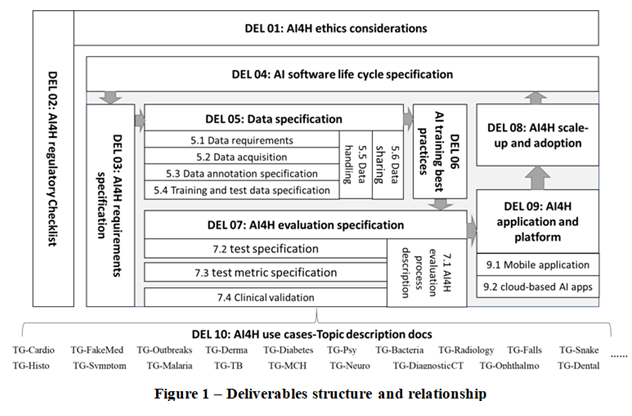 DEL 01: AI4H ethics considerations
DEL 02: AI4H regulatory Checklist
DEL 04: AI software life cycle specification
DEL 03: AI4H requirements
specification
DEL 05: Data specification
5.1 Data requirements
5.2 Data acquisition
5.3 Data annotation specification
5.4 Training and test data specification
5.5 Data
handling
5.6 Data
sharing
DEL 06
AI training best
practices
DEL 07: AI4H evaluation specification
7.2 test specification
7.3 test metric specification
7.4 Clinical validation
7.1 AI4H
evaluation
process
description
DEL 08: AI4H scale-
up and adoption
DEL 09: AI4H
application and
platform
9.1 Mobile application
9.2 cloud-based AI apps
DEL 10: AI4H use cases-Topic description docs
TG-Cardio TG-FakeMed TG-Outbreaks TG-Derma TG-Diabetes TG-Psy TG-Bacteria TG-Radiology TG-Falls TG-Snake
TG-Histo TG-Symptom TG-Malaria TG-TB TG-MCH TG-Neuro TG-DiagnosticCT TG-Ophthalmo TG-Dental ......
Figure 1 – Deliverables structure and relationship